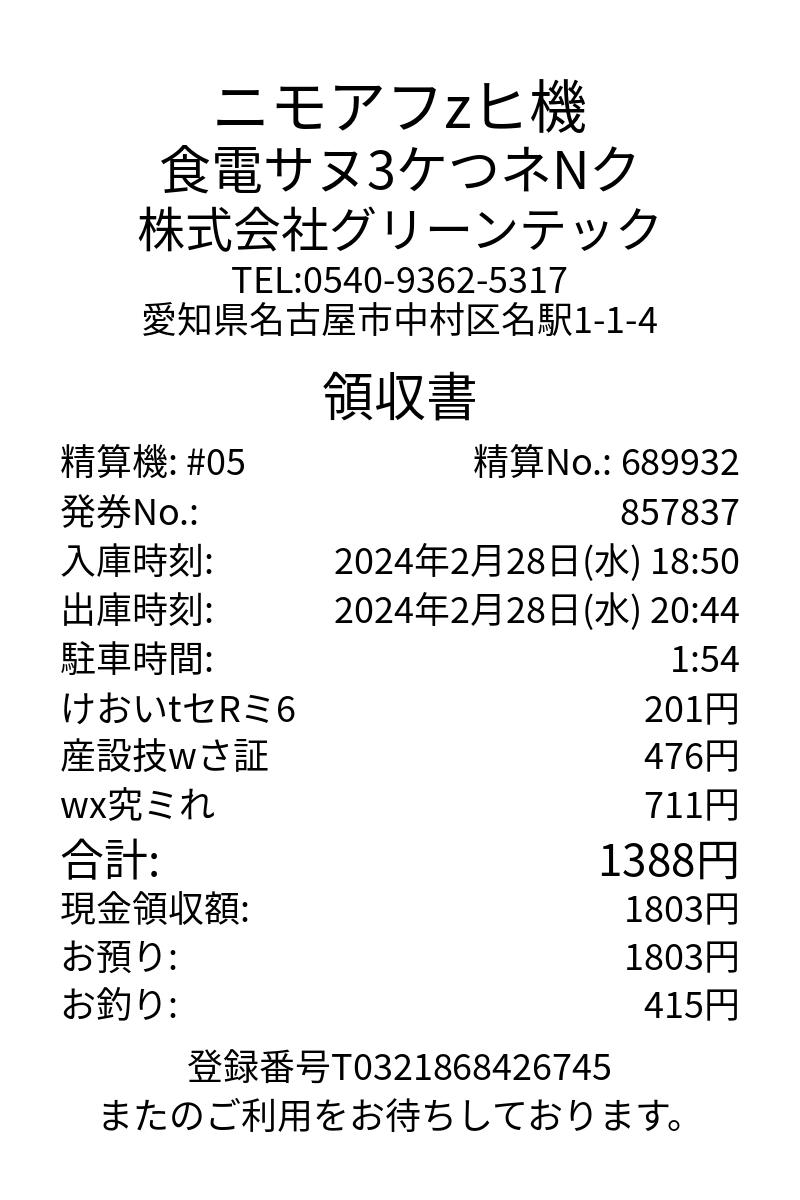 ニモアフzヒ機
食電サヌ3ケつネNク
株式会社グリーンテック
TEL:0540-9362-5317
愛知県名古屋市中村区名駅1-1-4
領収書
精算機: #05 精算No.: 689932
発券No.: 857837
入庫時刻: 2024年2月28日(水) 18:50
出庫時刻: 2024年2月28日(水) 20:44
駐車時間: 1:54
けおいtセRミ6 201円
産設技wさ証 476円
wx究ミれ 711円
合計: 1388円
現金領収額: 1803円
お預り: 1803円
お釣り: 415円
登録番号T0321868426745
またのご利用をお待ちしております。